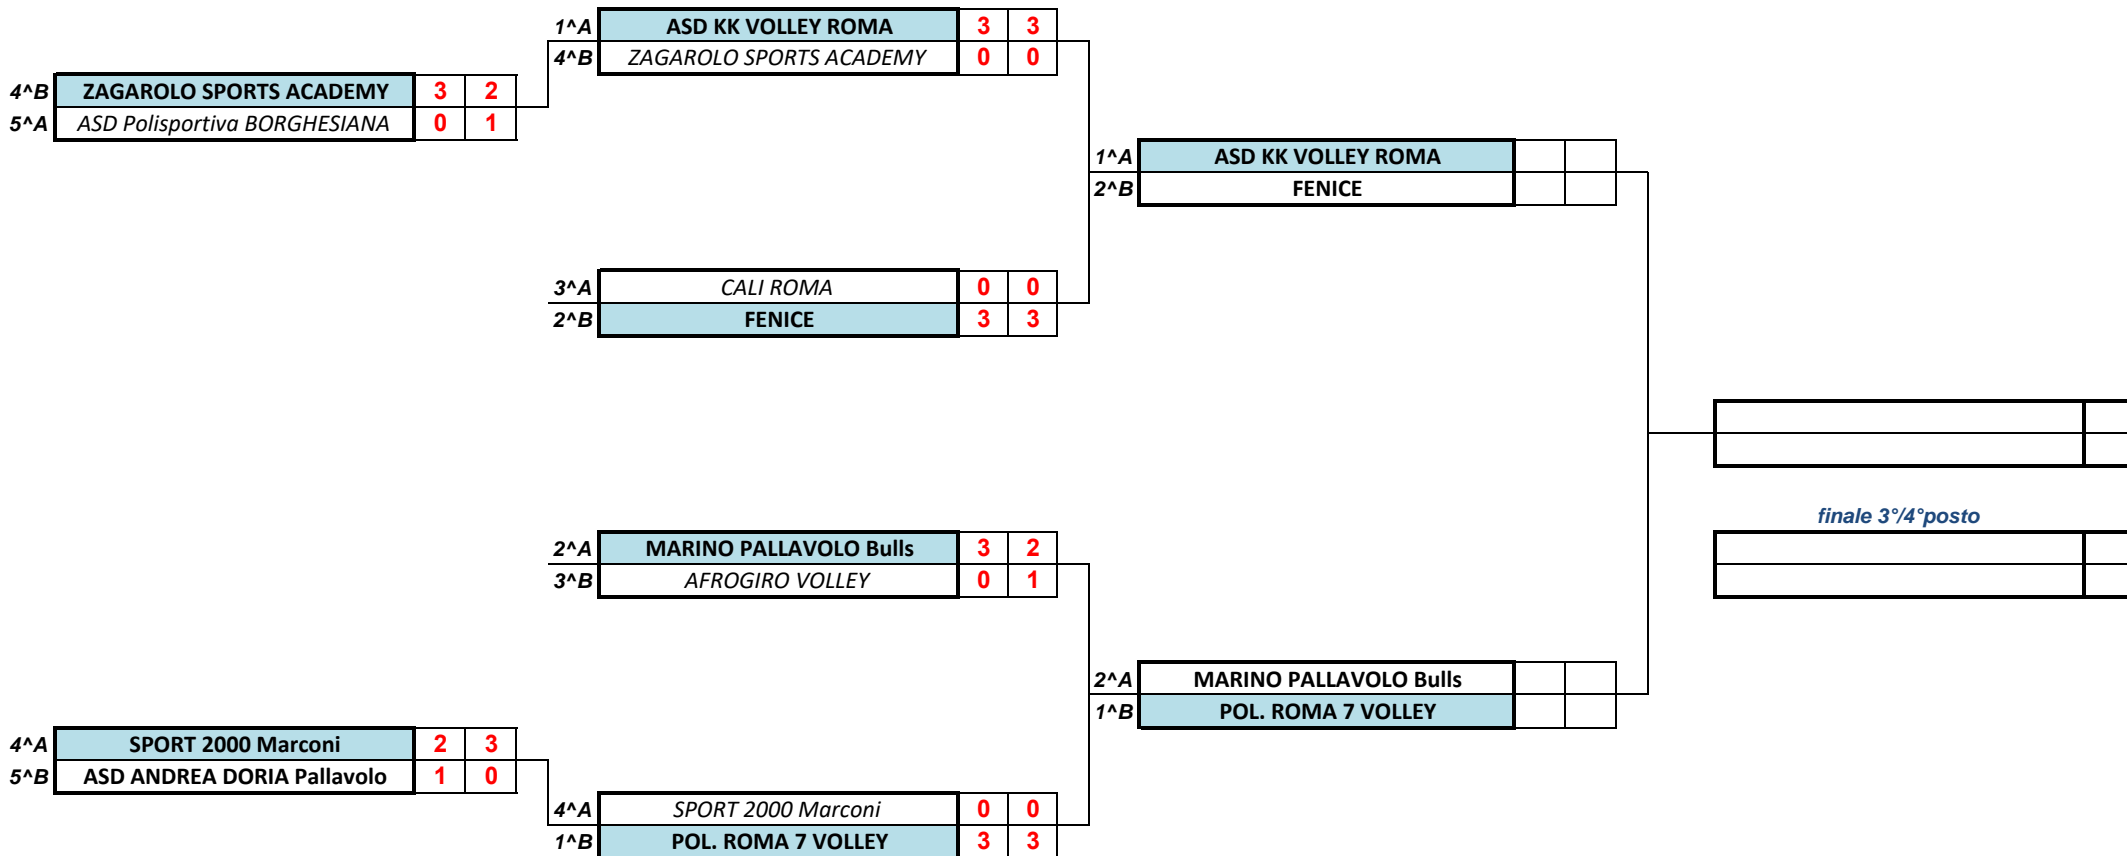 1^A ASD KK VOLLEY ROMA 3 3
4^B ZAGAROLO SPORTS ACADEMY 0 0
4^B ZAGAROLO SPORTS ACADEMY 3 2
5^A ASD Polisportiva BORGHESIANA 0 1
1^A ASD KK VOLLEY ROMA
2^B FENICE
3^A CALI ROMA 0 0
2^B FENICE 3 3
finale 3°/4°posto
2^A MARINO PALLAVOLO Bulls 3 2
3^B AFROGIRO VOLLEY 0 1
2^A MARINO PALLAVOLO Bulls
1^B POL. ROMA 7 VOLLEY
4^A SPORT 2000 Marconi 2 3
5^B ASD ANDREA DORIA Pallavolo 1 0
4^A SPORT 2000 Marconi 0 0
1^B POL. ROMA 7 VOLLEY 3 3